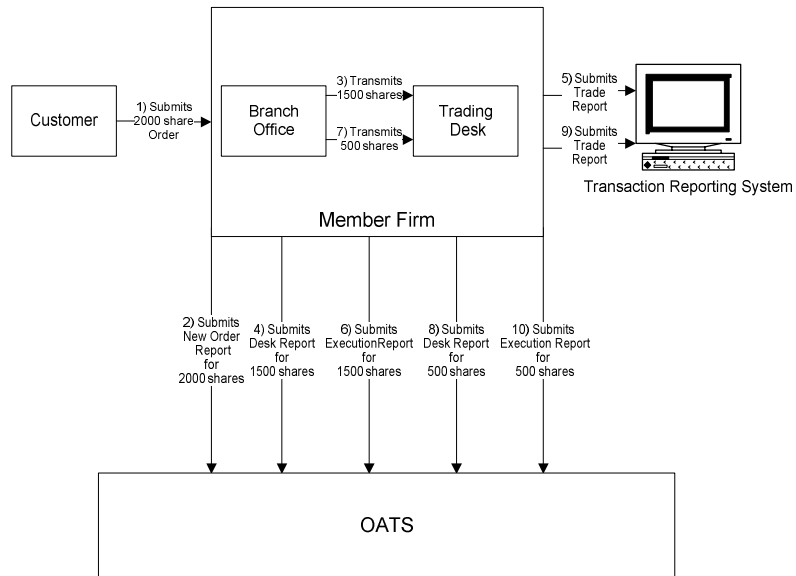 Customer
1) Submits
2000 share
Order
Branch
Office
3) Transmits
1500 shares
7) Transmits
500 shares
Trading
Desk
Member Firm
5) Submits
Trade
Report
9) Submits
Trade
Report
Transaction Reporting System
2) Submits
New Order
Report
for
2000 shares
4) Submits
Desk Report
for
1500 shares
6) Submits
ExecutionReport
for
1500 shares
8) Submits
Desk Report
for
500 shares
10) Submits
Execution Report
for
500 shares
OATS